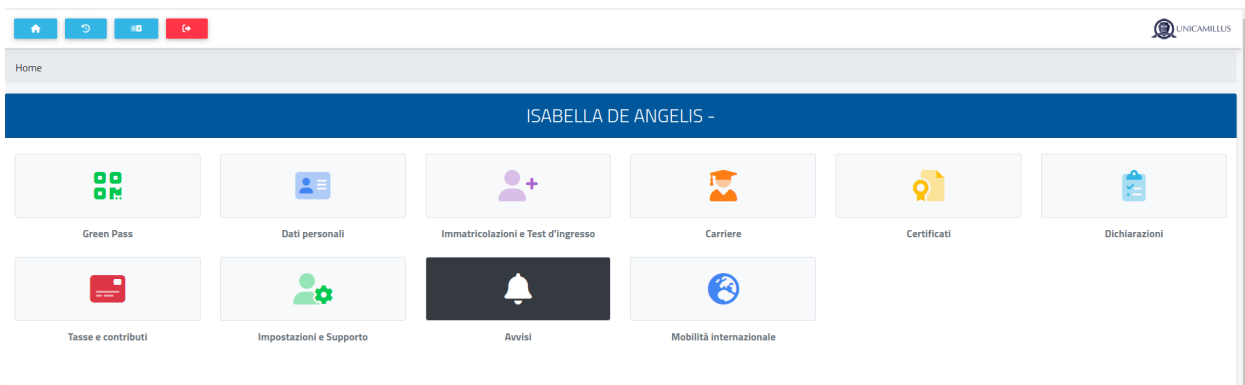 UNICAMILLUS
Home
ISABELLA DE ANGELIS -
Green Pass
Dati personali
Immatricolazioni e Test d'ingresso
Carriere
Certificati
Dichiarazioni
Tasse e contributi
Impostazioni e Supporto
Avvisi
Mobilità internazionale